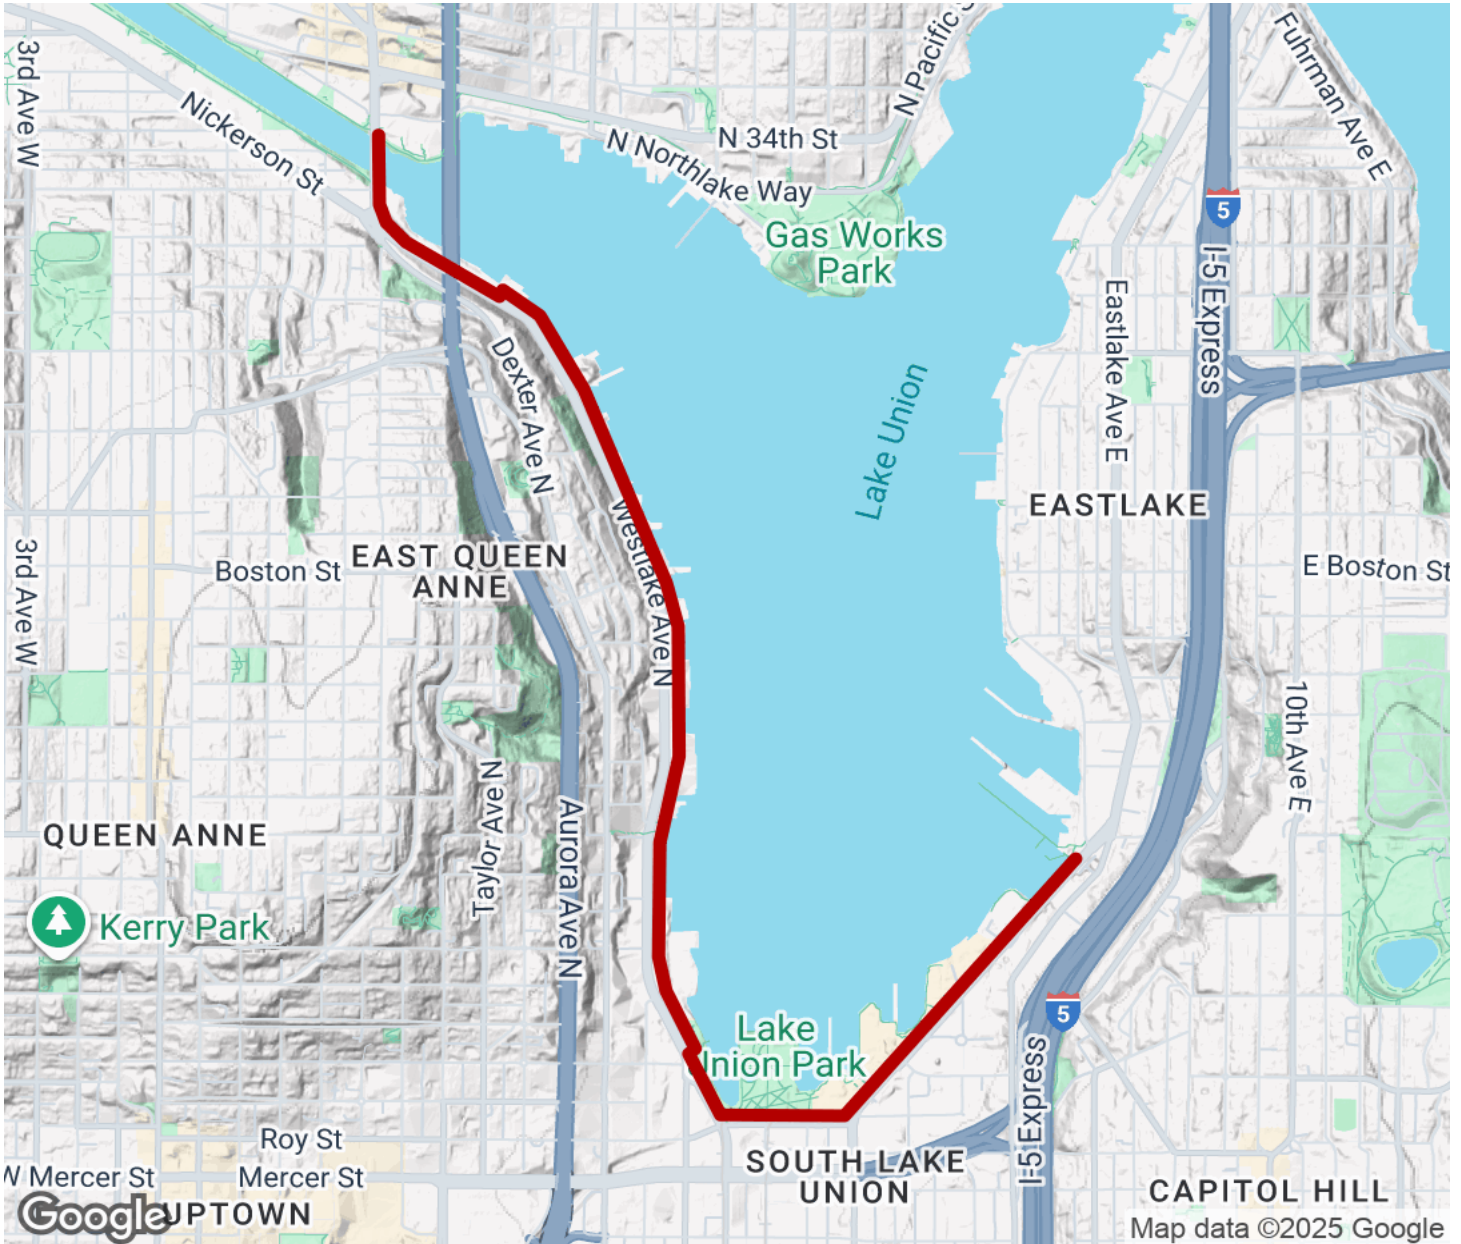 3rd Ave W
Nickerson St
N Pacific S
Fuhrman Ave E
N 34th St
N Northlake Way
5
Gas Works
Park
I-5 Express
Eastlake Ave E
Dexter Ave N
Lake Union
EASTLAKE
Westlake Ave N
3rd Ave W
Boston St
EAST QUEEN
ANNE
E Boston St
10th Ave E
Taylor Ave N
Aurora Ave N
QUEEN ANNE
Kerry Park
5
Lake
Union Park
I-5 Express
Roy St
W Mercer St
Mercer St
SOUTH LAKE
UNION
CAPITOL HILL
Google
UPTOWN
Map data ©2025 Google